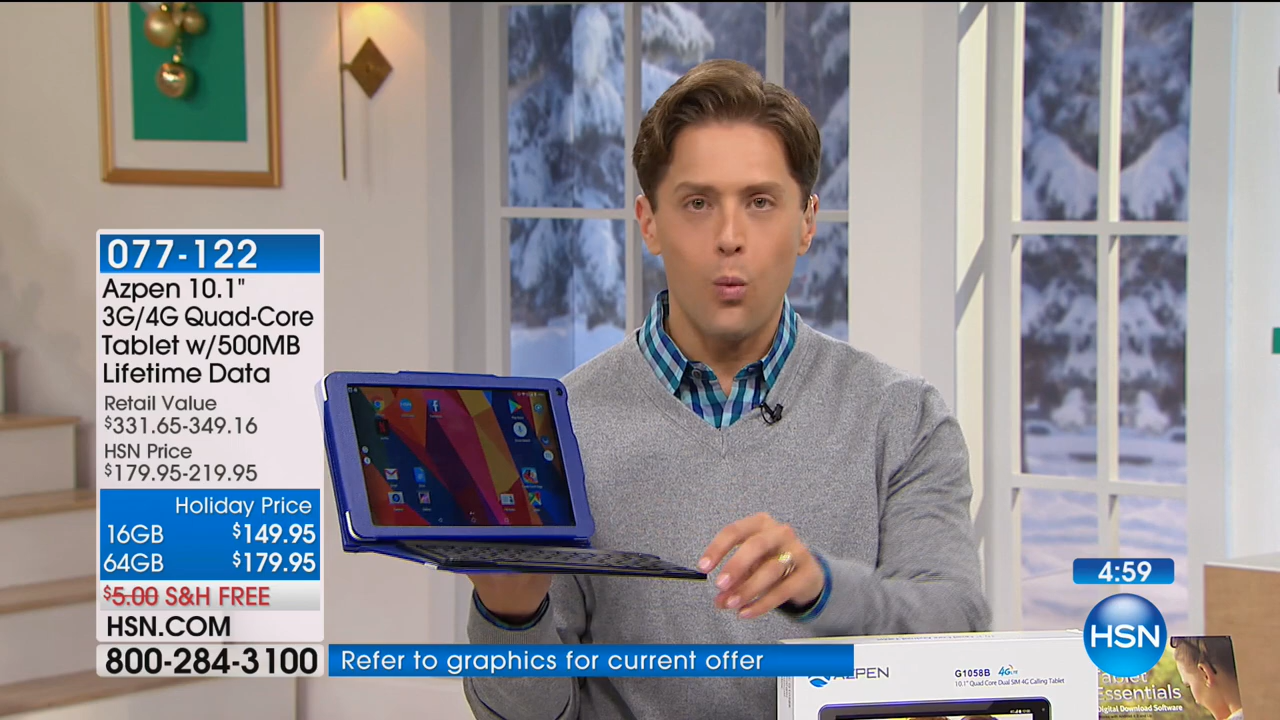 077-122
Azpen 10.1"
3G/4G Quad-Core
Tablet w/500MB
Lifetime Data
Retail Value
$331.65-349.16
HSN Price
$179.95-219.95
Holiday Price
16GB $149.95
64GB $179.95
$5.00 S&H FREE
HSN.COM
800-284-3100
Refer to graphics for current offer
4:59
HSN
AZPEN
G1058B 4G LTE
10.1" Quad Core Dual SIM 4G Calling Tablet
Tablet
Essentials
Digital Download Software